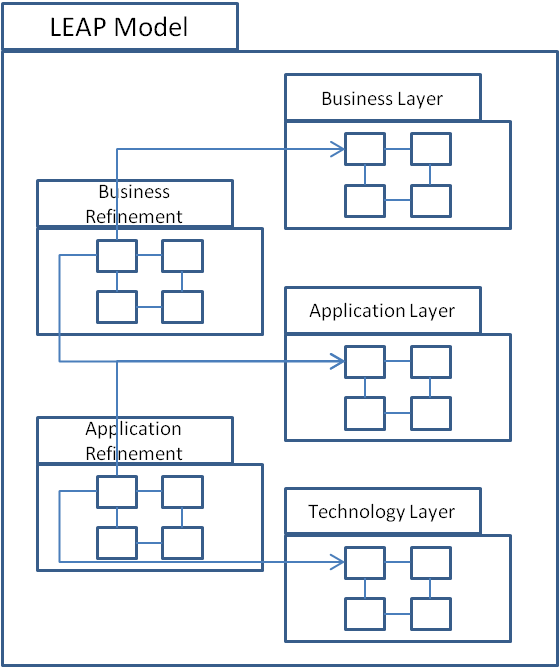 LEAP Model
Business Layer
Business
Refinement
Application Layer
Application
Refinement
Technology Layer